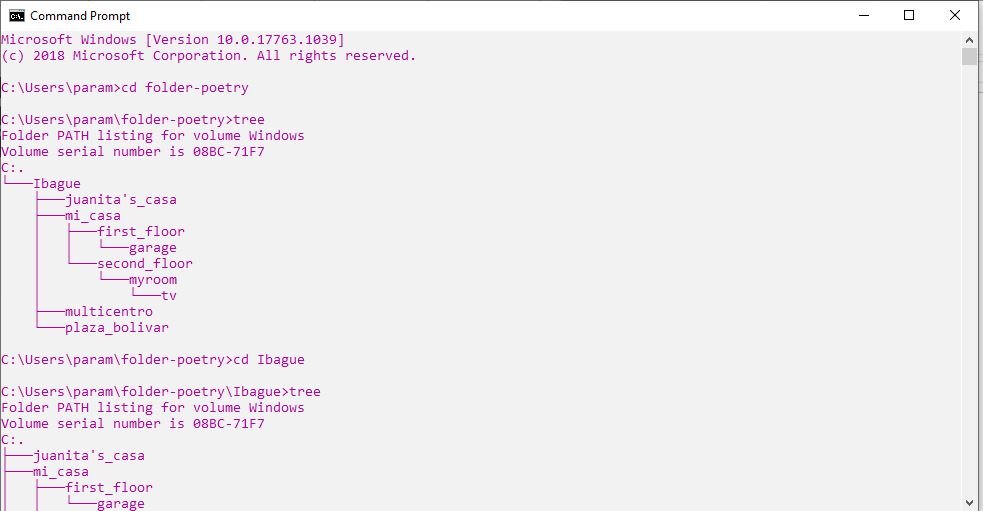 Command Prompt
Microsoft Windows [Version 10.0.17763.1039]
(c) 2018 Microsoft Corporation. All rights reserved.
C:\Users\param>cd folder-poetry
C:\Users\param\folder-poetry>tree
Folder PATH listing for volume Windows
Volume serial number is 08BC-71F7
C:.
└───Ibague
    ├───juanita's_casa
    ├───mi_casa
    │   ├───first_floor
    │   │   └───garage
    │   └───second_floor
    │       └───myroom
    │           └───tv
    ├───multicentro
    └───plaza_bolivar
C:\Users\param\folder-poetry>cd Ibague
C:\Users\param\folder-poetry\Ibague>tree
Folder PATH listing for volume Windows
Volume serial number is 08BC-71F7
C:.
├───juanita's_casa
├───mi_casa
│   ├───first_floor
│   │   └───garage